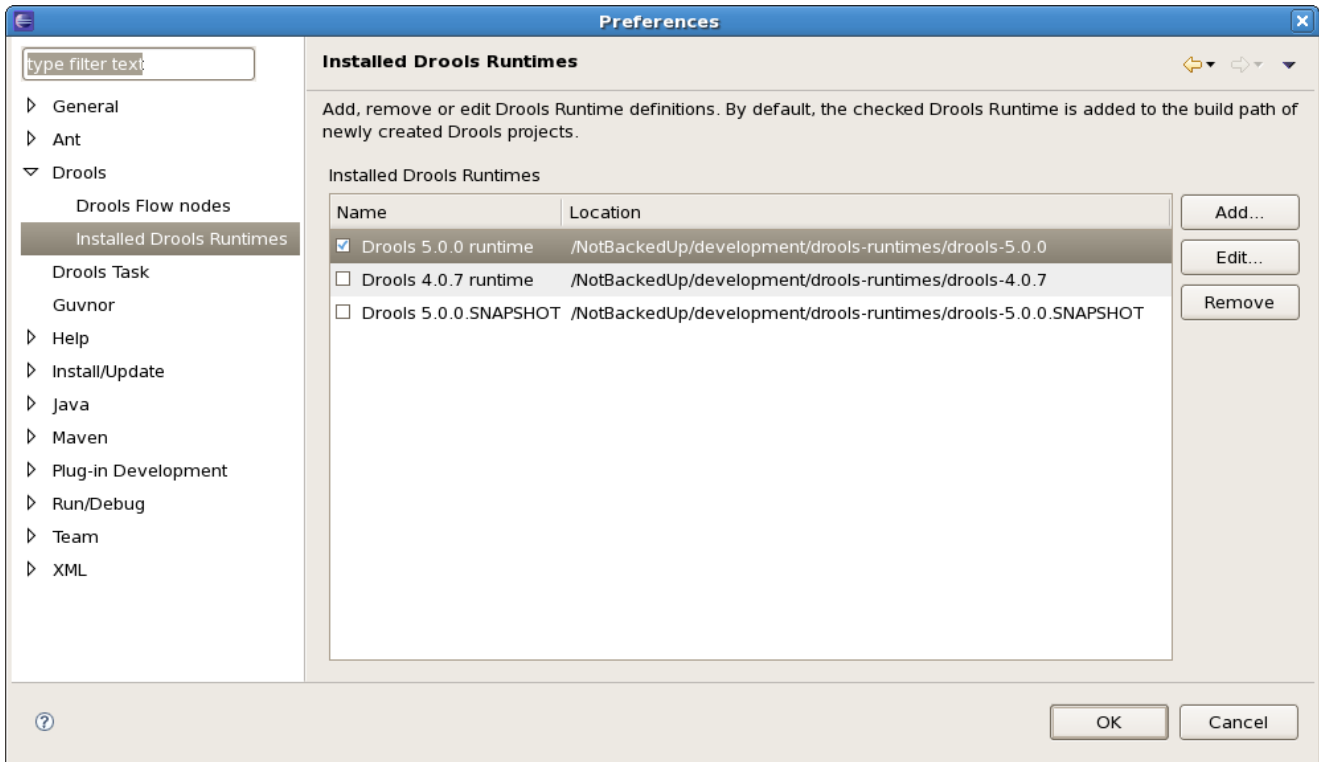 Preferences
type filter text
General
Ant
Drools
Drools Flow nodes
Installed Drools Runtimes
Drools Task
Guvnor
Help
Install/Update
Java
Maven
Plug-in Development
Run/Debug
Team
XML
Installed Drools Runtimes
Add, remove or edit Drools Runtime definitions. By default, the checked Drools Runtime is added to the build path of
newly created Drools projects.
Installed Drools Runtimes
Name Location
Drools 5.0.0 runtime /NotBackedUp/development/drools-runtimes/drools-5.0.0
Drools 4.0.7 runtime /NotBackedUp/development/drools-runtimes/drools-4.0.7
Drools 5.0.0.SNAPSHOT /NotBackedUp/development/drools-runtimes/drools-5.0.0.SNAPSHOT
Add...
Edit...
Remove
?
OK Cancel